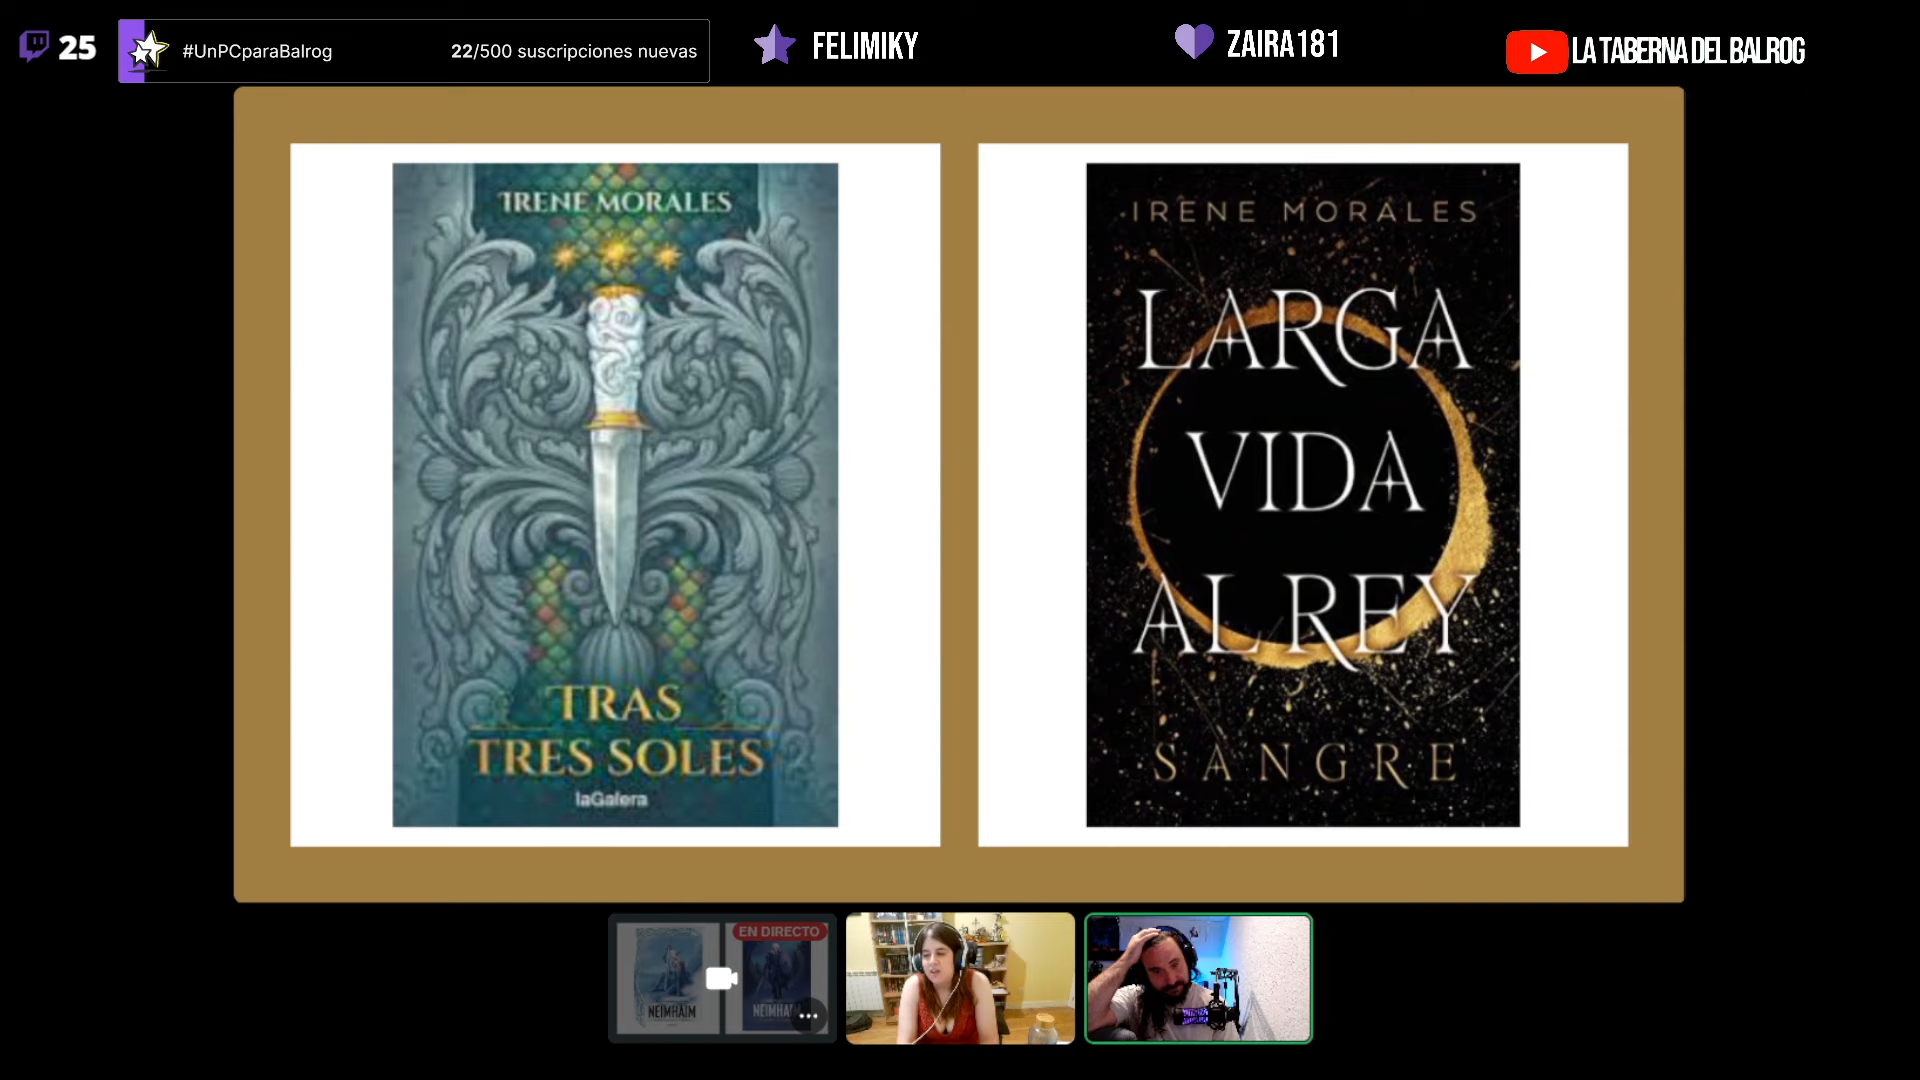 25
#UnPCparaBalrog
22/500 suscripciones nuevas
FELIMIKY
ZAIRA181
LA TABERNA DEL BALROG
IRENE MORALES
TRAS
TRES SOLES
laGalera
IRENE MORALES
LARGA
VIDA
AL REY
SANGRE
EN DIRECTO
NEIMHAIM
NEIMHAIM